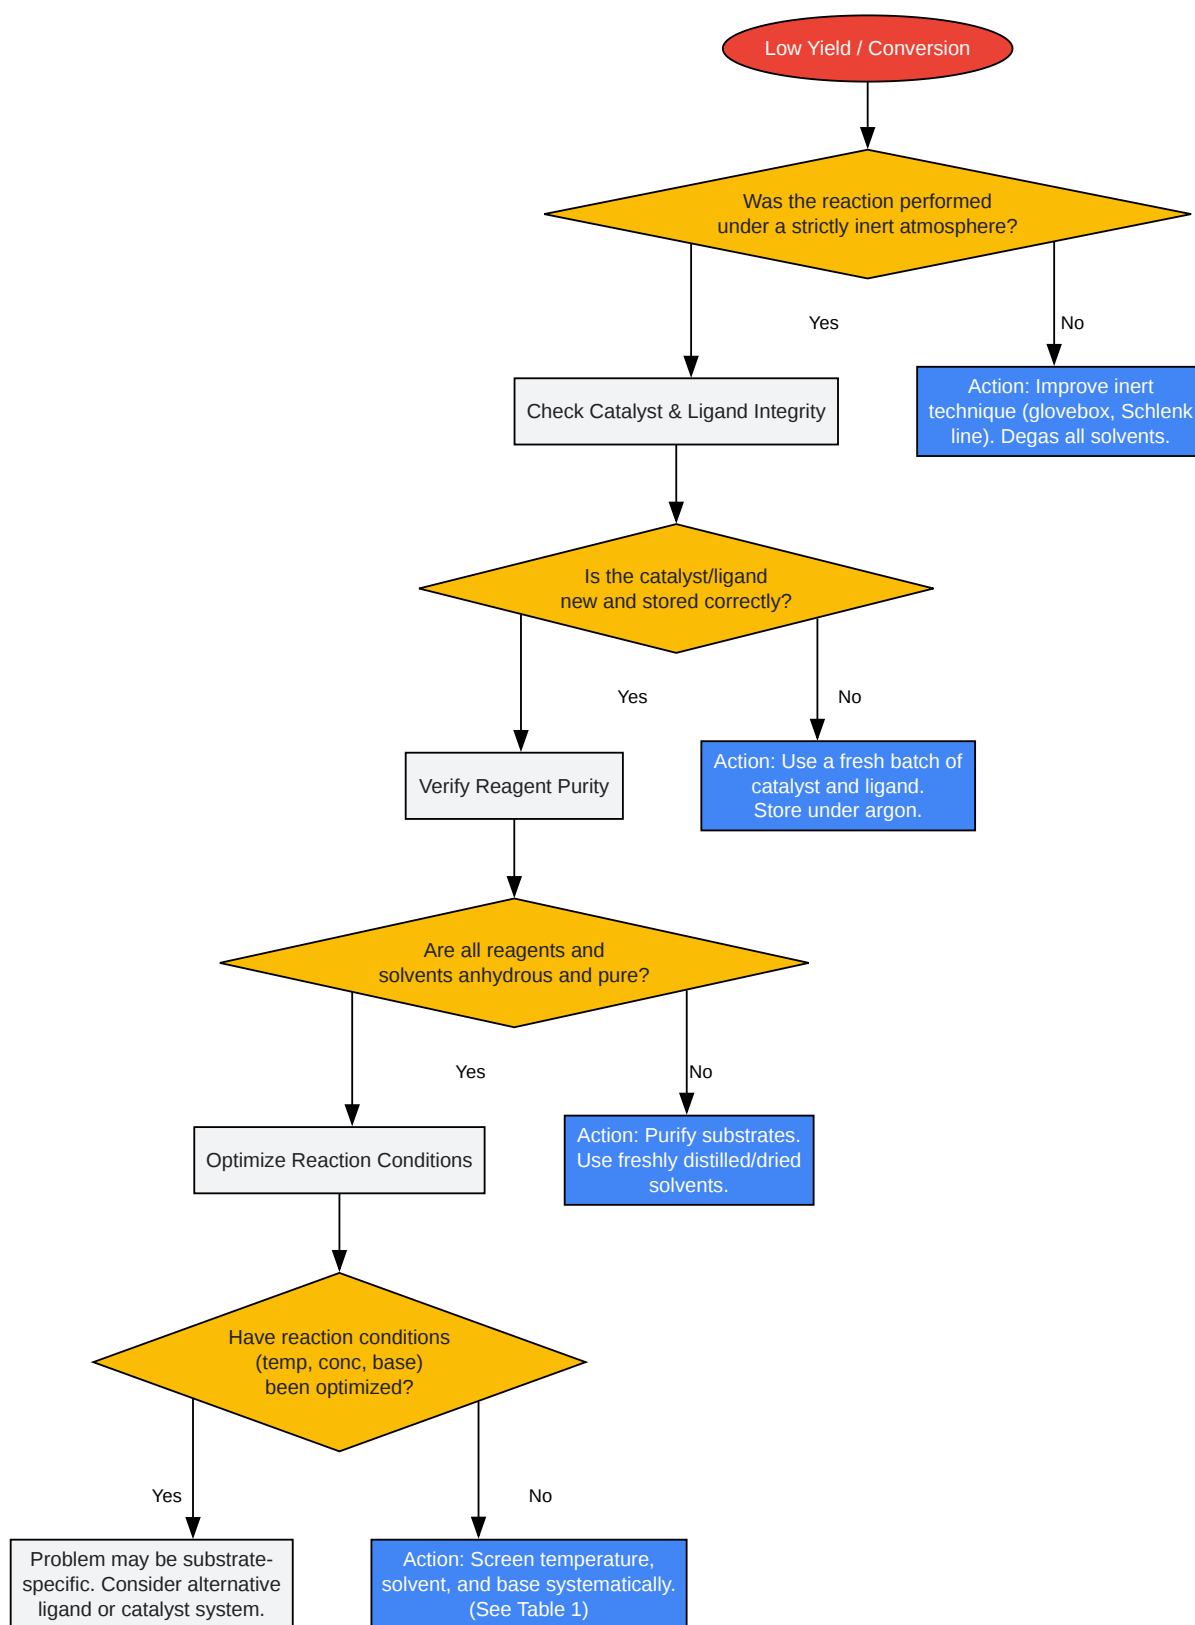 Low Yield / Conversion
Was the reaction performed
under a strictly inert atmosphere?
Yes
No
Check Catalyst & Ligand Integrity
Action: Improve inert
technique (glovebox, Schlenk
line). Degas all solvents.
Is the catalyst/ligand
new and stored correctly?
Yes
No
Verify Reagent Purity
Action: Use a fresh batch of
catalyst and ligand.
Store under argon.
Are all reagents and
solvents anhydrous and pure?
Yes
No
Optimize Reaction Conditions
Action: Purify substrates.
Use freshly distilled/dried
solvents.
Have reaction conditions
(temp, conc, base)
been optimized?
Yes
No
Problem may be substrate-
specific. Consider alternative
ligand or catalyst system.
Action: Screen temperature,
solvent, and base systematically.
(See Table 1)